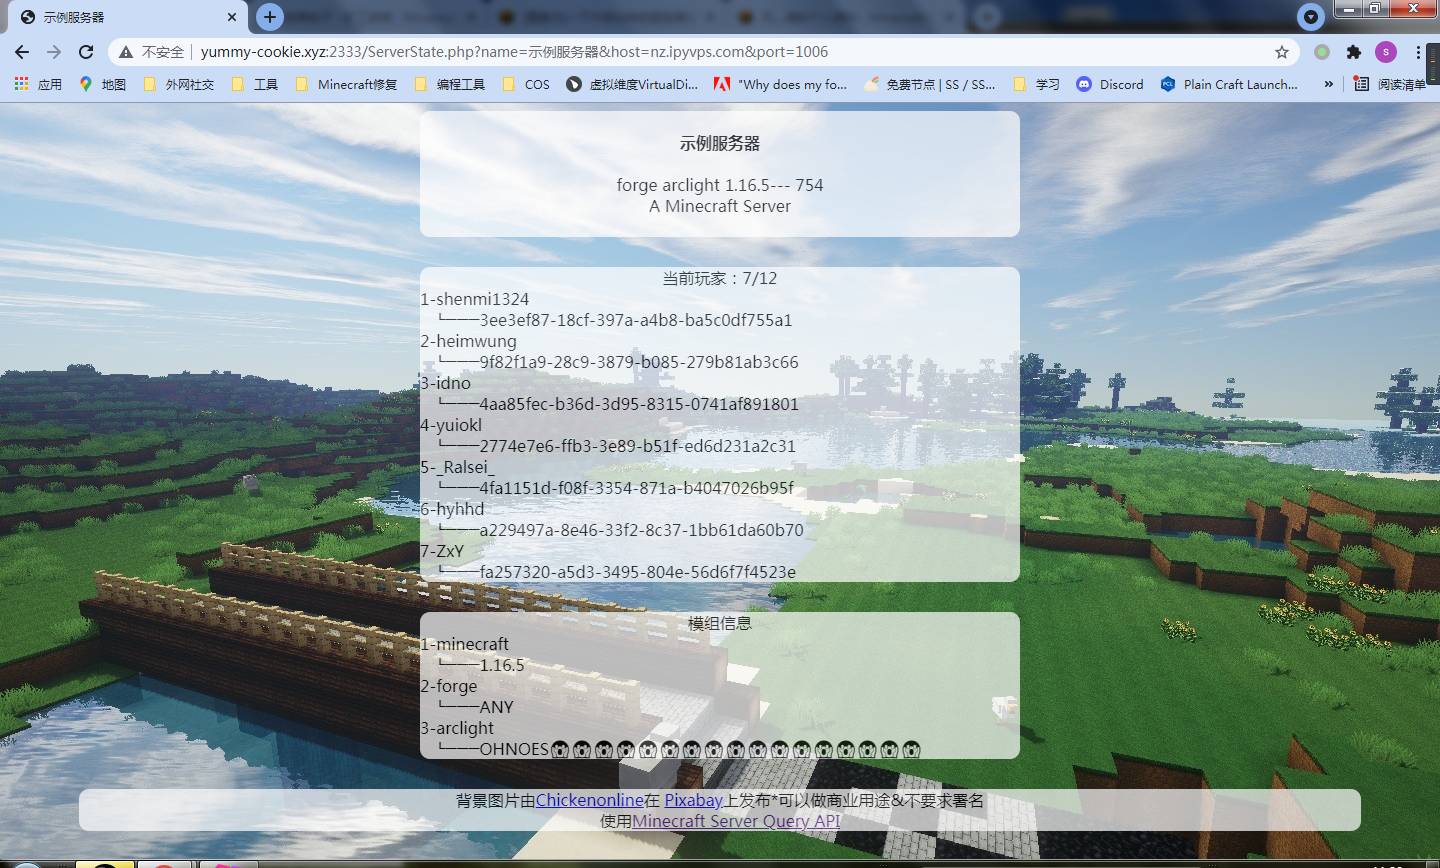 示例服务器
不安全 yummy-cookie.xyz:2333/ServerState.php?name=示例服务器&host=nz.ipyvps.com&port=1006 S
应用 地图 外网社交 工具 Minecraft修复 编程工具 COS 虚拟维度VirtualDi... "Why does my fo... 免费节点 | SS / SS... 学习 Discord PCL Plain Craft Launch... » 阅读清单
示例服务器
forge arclight 1.16.5--- 754
A Minecraft Server
当前玩家：7/12
1-shenmi1324
└───3ee3ef87-18cf-397a-a4b8-ba5c0df755a1
2-heimwung
└───9f82f1a9-28c9-3879-b085-279b81ab3c66
3-idno
└───4aa85fec-b36d-3d95-8315-0741af891801
4-yuiokl
└───2774e7e6-ffb3-3e89-b51f-ed6d231a2c31
5-_Ralsei_
└───4fa1151d-f08f-3354-871a-b4047026b95f
6-hyhhd
└───a229497a-8e46-33f2-8c37-1bb61da60b70
7-ZxY
└───fa257320-a5d3-3495-804e-56d6f7f4523e
模组信息
1-minecraft
└───1.16.5
2-forge
└───ANY
3-arclight
└───OHNOES😱😱😱😱😱😱😱😱😱😱😱😱😱😱😱😱😱
背景图片由Chickenonline在 Pixabay上发布*可以做商业用途&不要求署名
使用Minecraft Server Query API